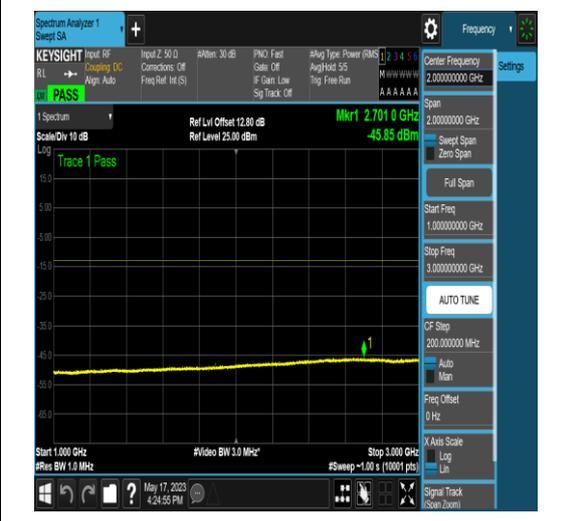 Spectrum Analyzer 1
Swept SA
+
Frequency
KEYSIGHT
Input: RF
Input Z: 50 Ω
#Atten: 30 dB
PNO: Fast
#Avg Type: Power (RMS
1 2 3 4 5 6
RL
Coupling: DC
Corrections: Off
Gate: Off
Avg|Hold: 5/5
M W W W W W
Align: Auto
Freq Ref: Int (S)
IF Gain: Low
Trig: Free Run
Sig Track: Off
A A A A A A
PASS
Center Frequency
2.000000000 GHz
Settings
Span
2.00000000 GHz
Swept Span
Zero Span
Full Span
Start Freq
1.000000000 GHz
Stop Freq
3.000000000 GHz
AUTO TUNE
CF Step
200.000000 MHz
Auto
Man
Freq Offset
0 Hz
X Axis Scale
Log
Lin
Signal Track
(Span Zoom)
1 Spectrum
Ref Lvl Offset 12.80 dB
Mkr1 2.701 0 GHz
Scale/Div 10 dB
Ref Level 25.00 dBm
-45.85 dBm
Log
Trace 1 Pass
15.0
5.00
-5.00
-15.0
-25.0
-35.0
-45.0
-55.0
-65.0
1
Start 1.000 GHz
#Video BW 3.0 MHz*
Stop 3.000 GHz
#Res BW 1.0 MHz
#Sweep ~1.00 s (10001 pts)
?
May 17, 2023
4:24:55 PM